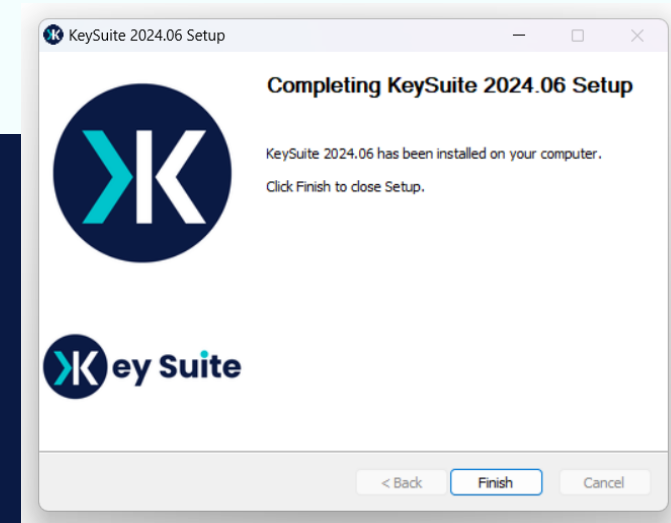 KeySuite 2024.06 Setup
Completing KeySuite 2024.06 Setup
KeySuite 2024.06 has been installed on your computer.
Click Finish to close Setup.
Key Suite
< Back Finish Cancel